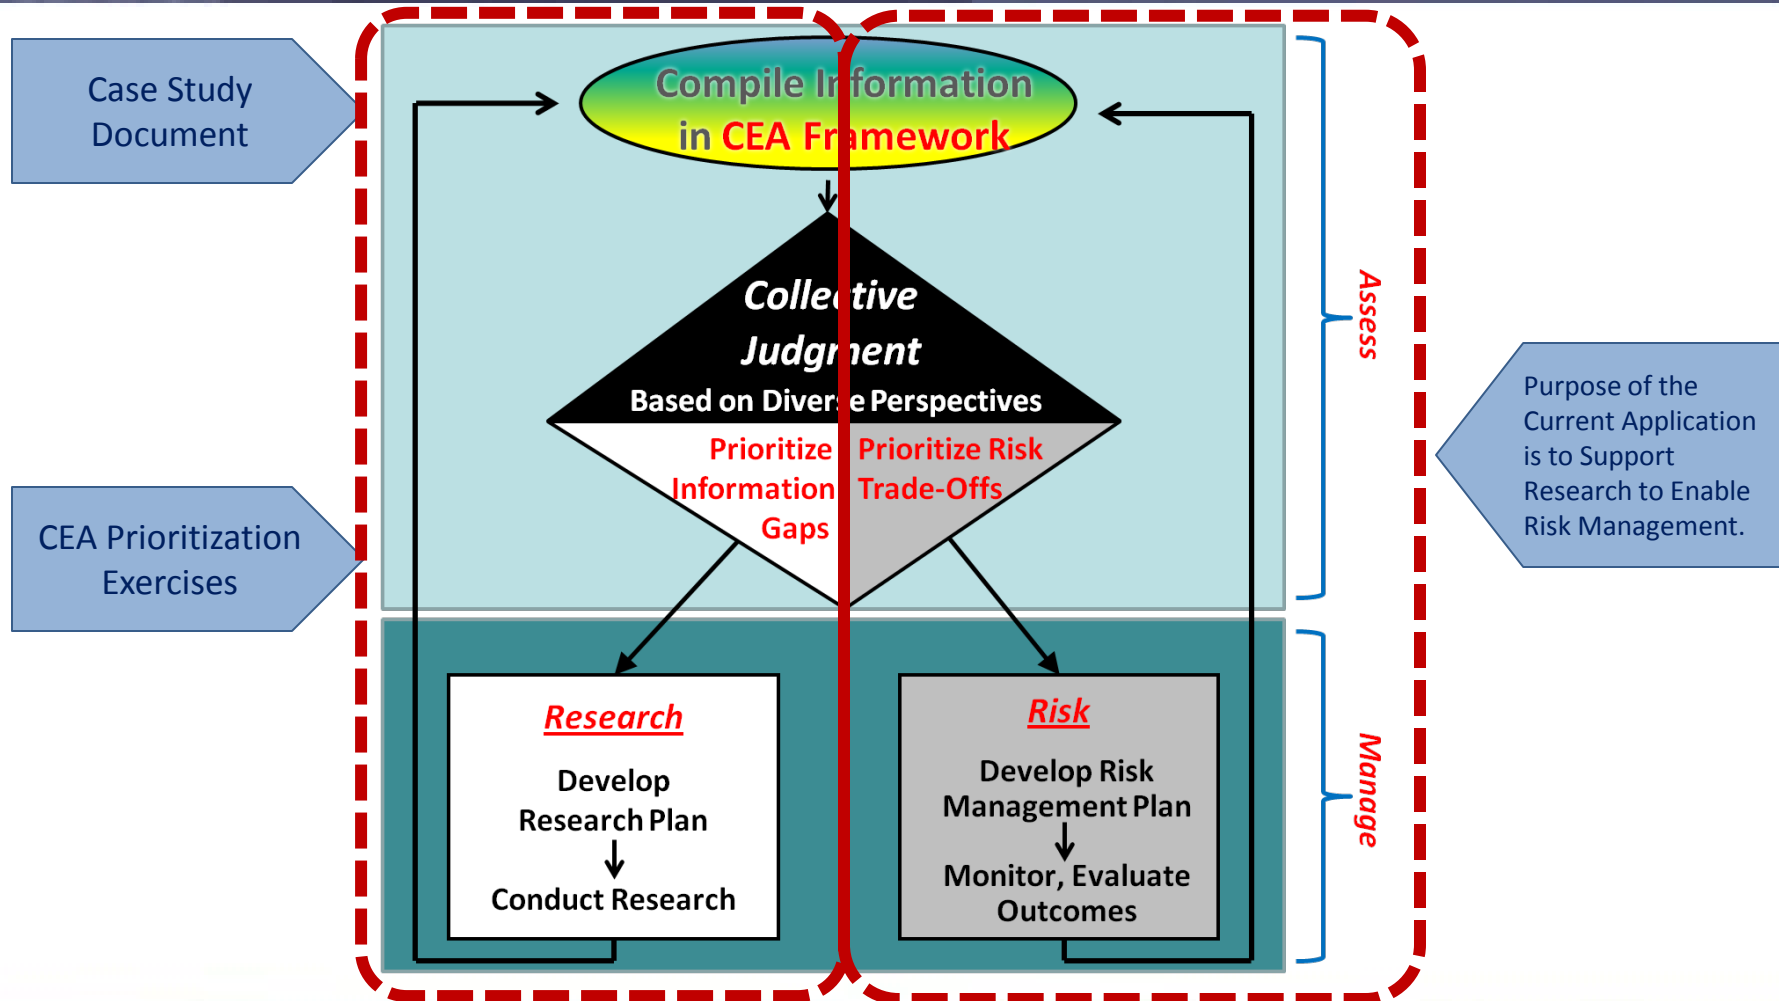 Case Study
Document
CEA Prioritization
Exercises
Compile Information
in CEA Framework
Collective
Judgment
Based on Diverse Perspectives
Prioritize
Information
Gaps
Prioritize Risk
Trade-Offs
Research
Develop
Research Plan
Conduct Research
Risk
Develop Risk
Management Plan
Monitor, Evaluate
Outcomes
Assess
Manage
Purpose of the
Current Application
is to Support
Research to Enable
Risk Management.